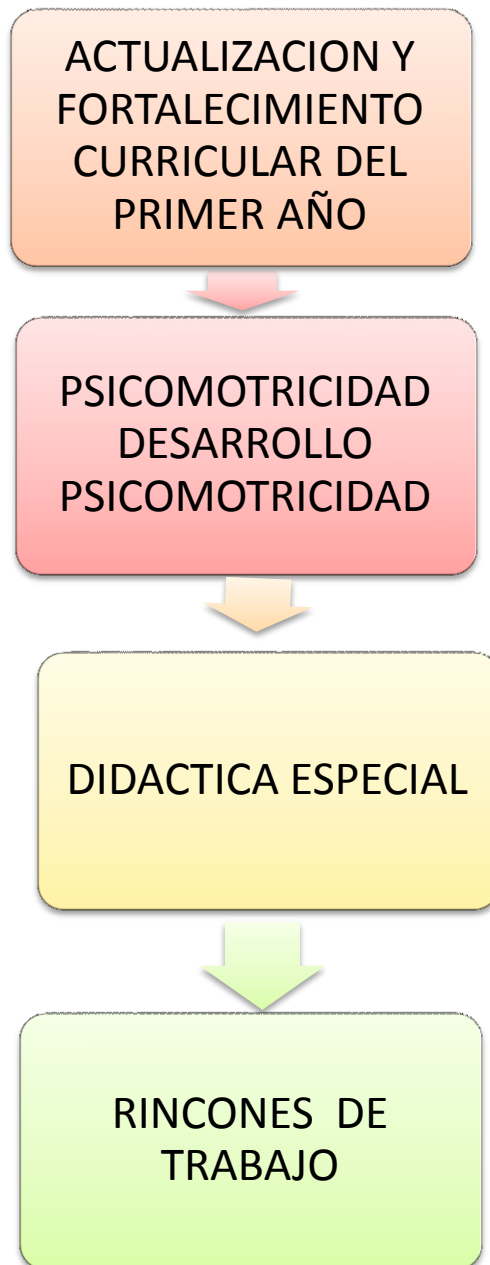 ACTUALIZACION Y
FORTALECIMIENTO
CURRICULAR DEL
PRIMER AÑO
PSICOMOTRICIDAD
DESARROLLO
PSICOMOTRICIDAD
DIDACTICA ESPECIAL
RINCONES DE
TRABAJO